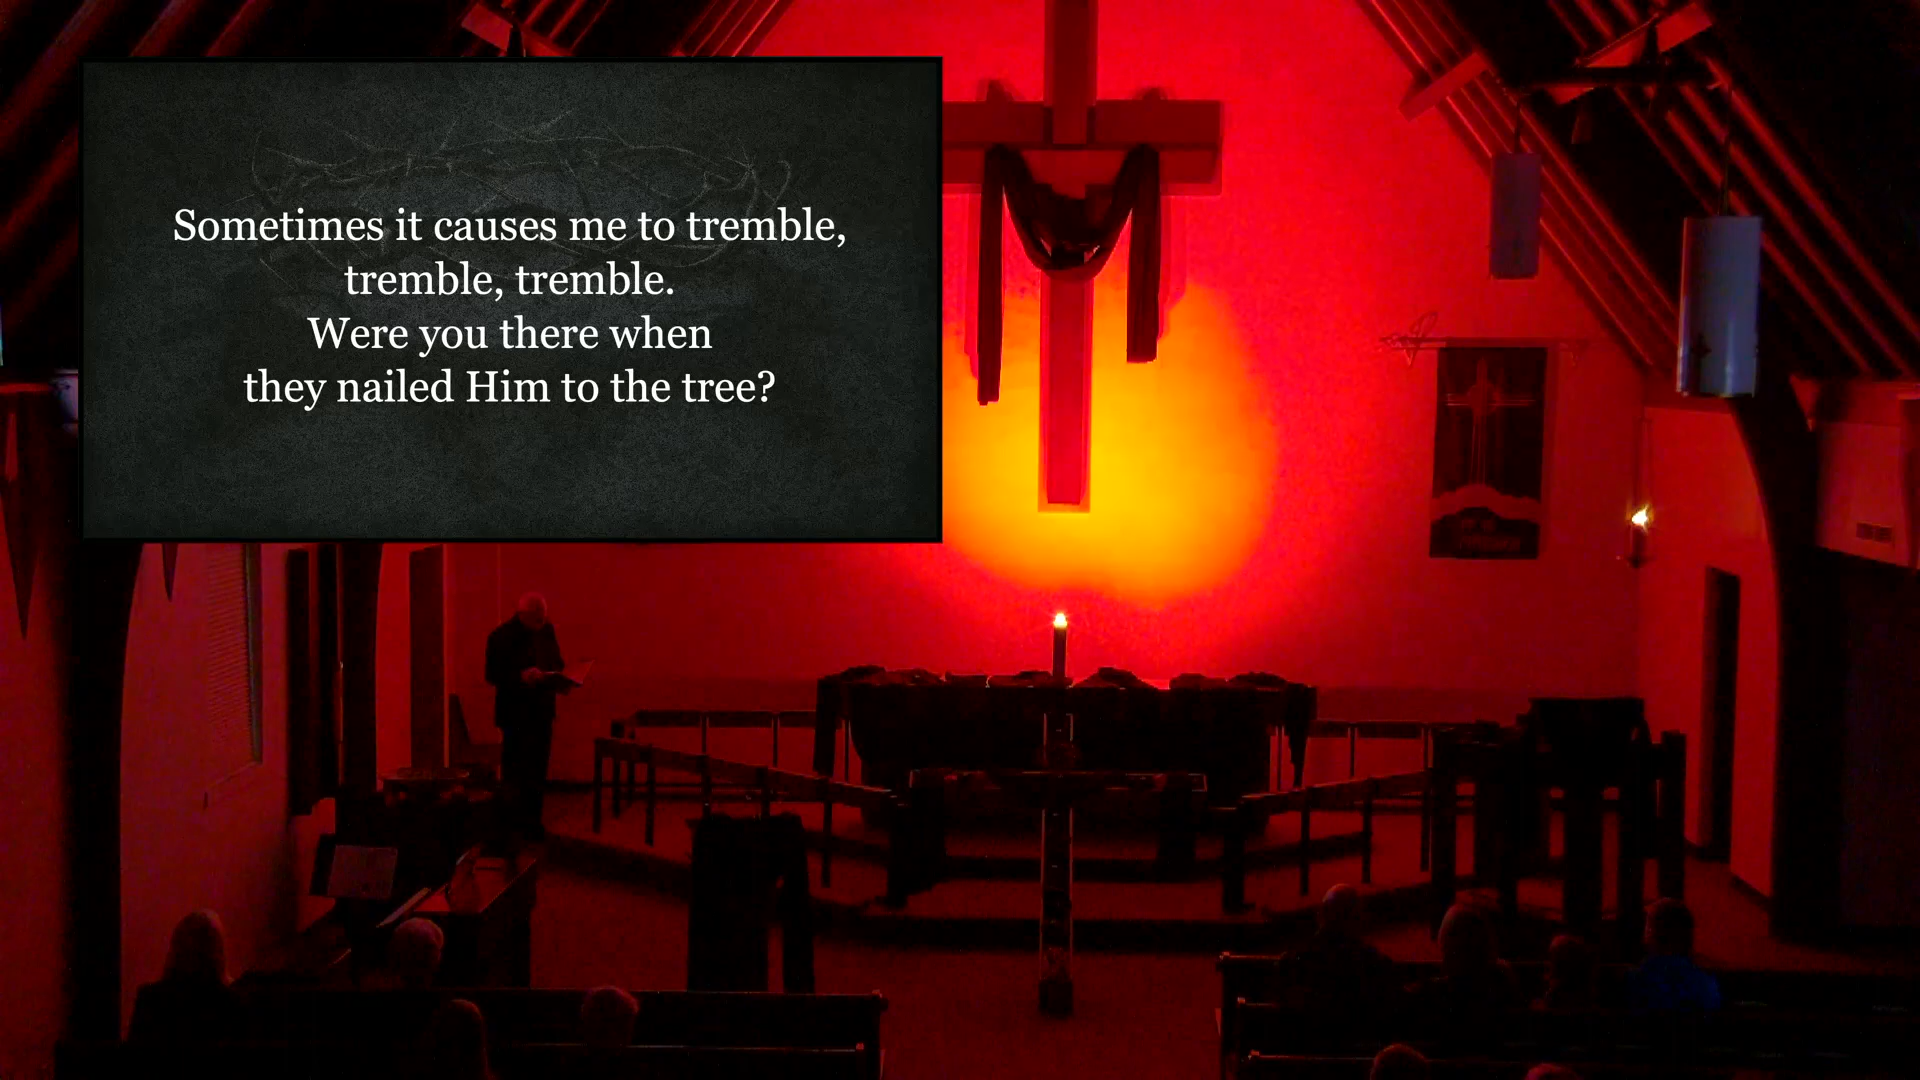 Sometimes it causes me to tremble,
tremble, tremble.
Were you there when
they nailed Him to the tree?